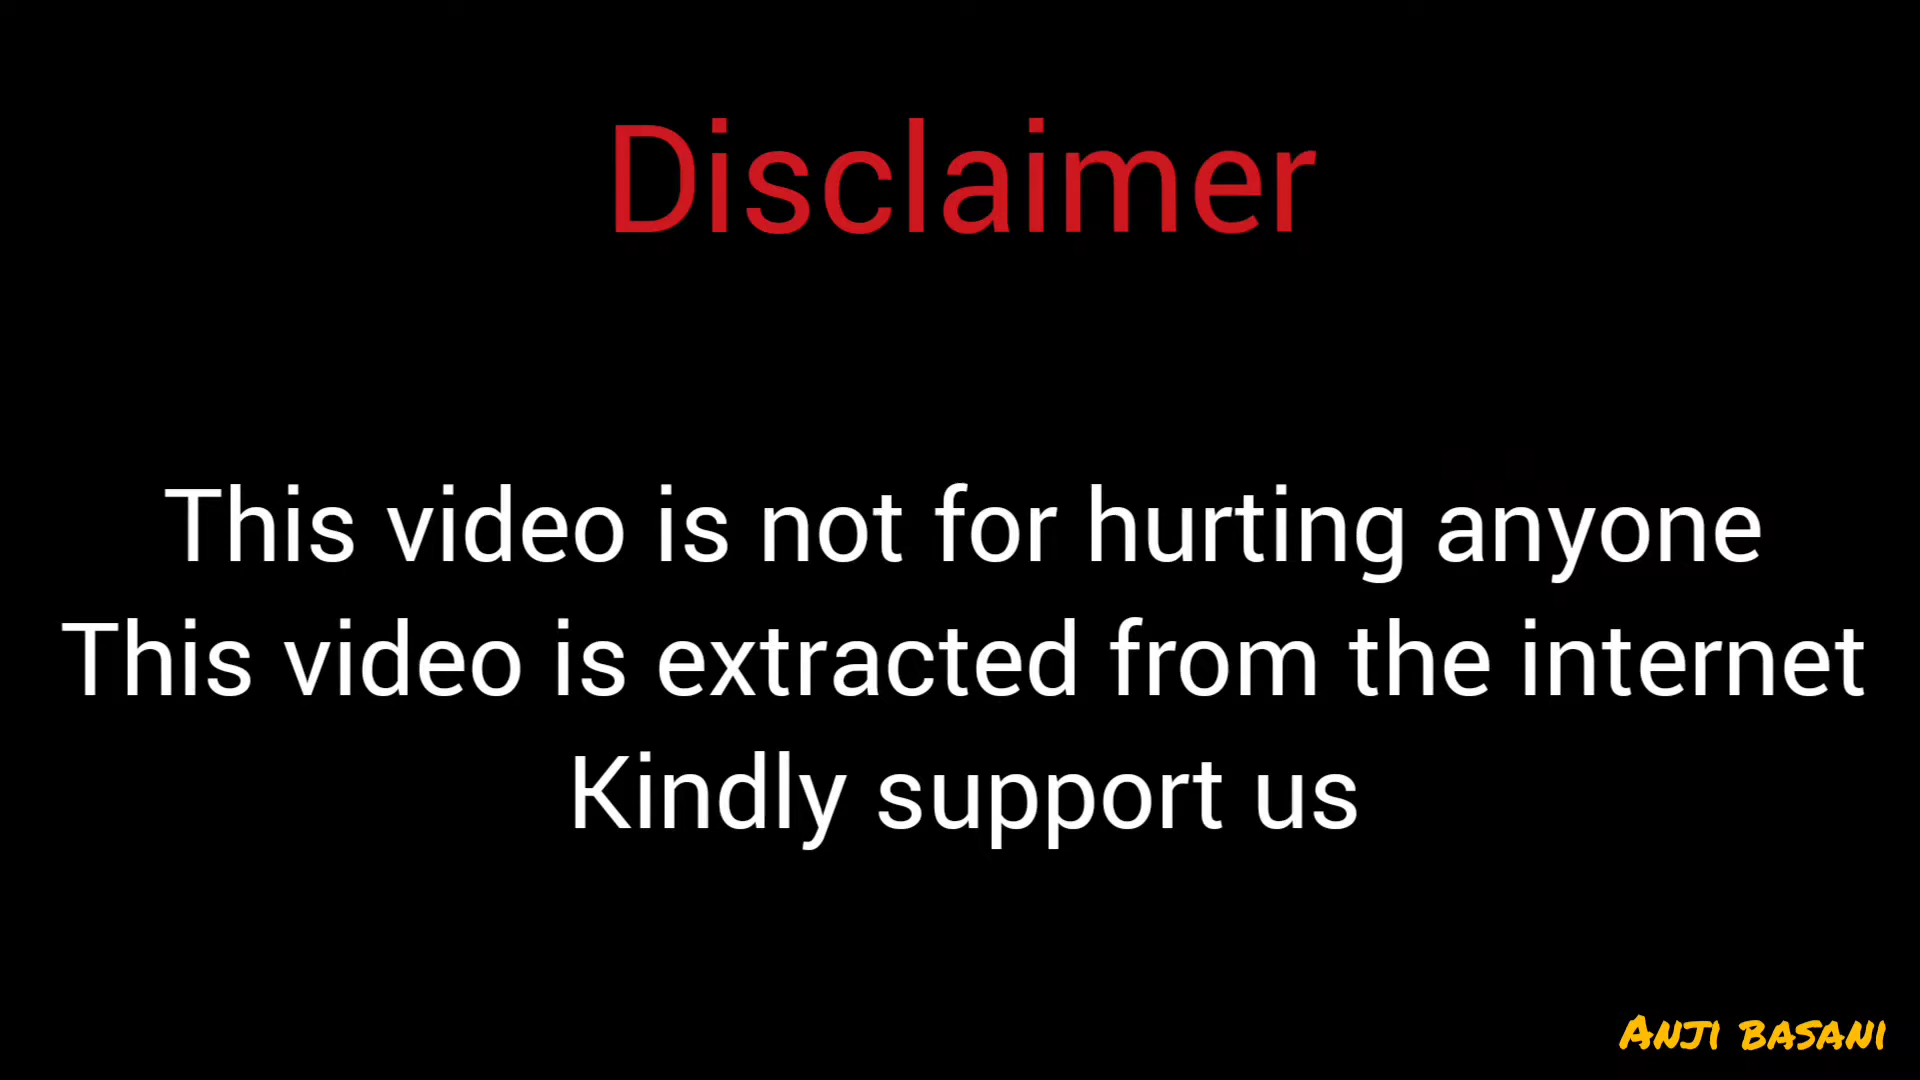 Disclaimer
This video is not for hurting anyone
This video is extracted from the internet
Kindly support us
Anji basani